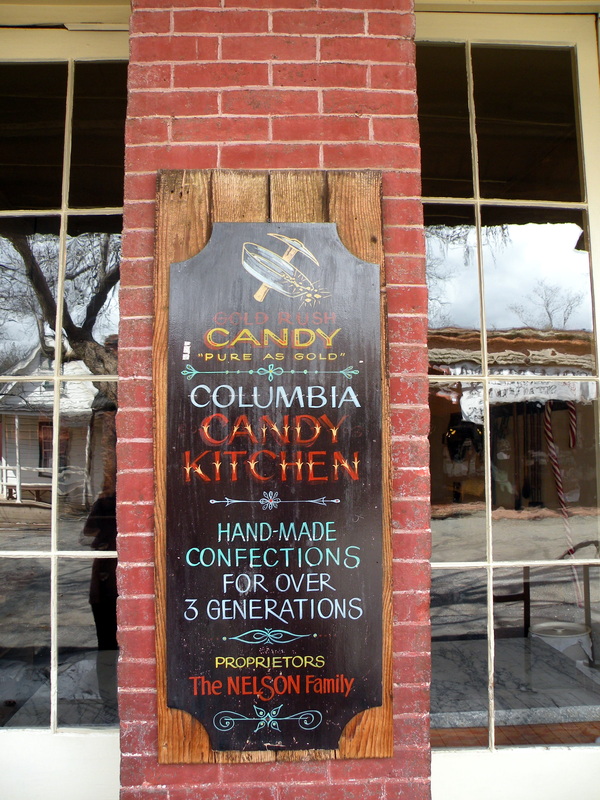 GOLD RUSH
CANDY
"PURE AS GOLD"
COLUMBIA
CANDY
KITCHEN
HAND-MADE
CONFECTIONS
FOR OVER
3 GENERATIONS
PROPRIETORS
The NELSON Family